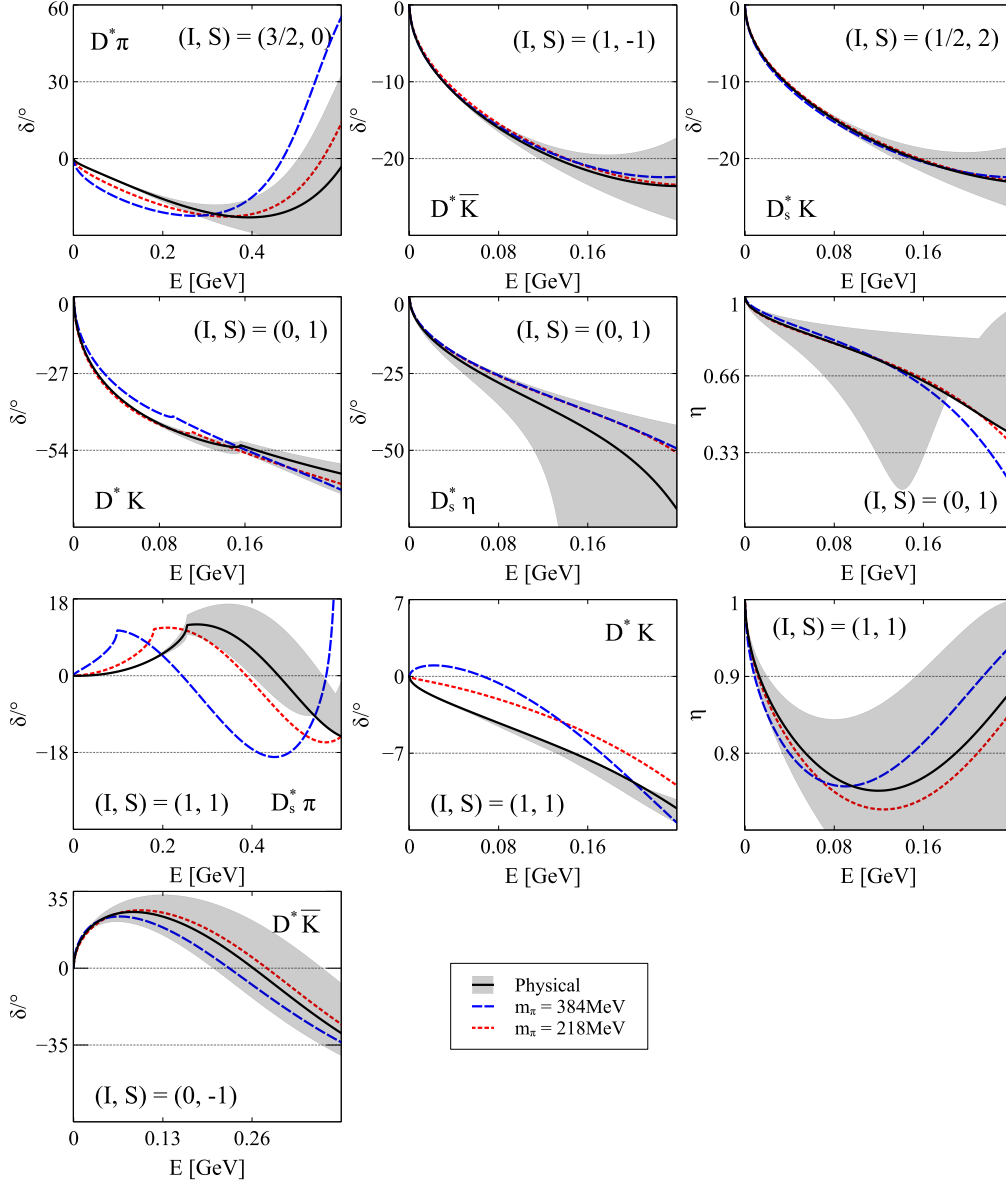 60
30
0
δ/°
D* π
(I, S) = (3/2, 0)
0
0.2
0.4
E [GeV]
0
−10
−20
δ/°
(I, S) = (1, -1)
D* K̅
0
0.08
0.16
E [GeV]
0
−10
−20
δ/°
(I, S) = (1/2, 2)
Dₛ* K
0
0.08
0.16
E [GeV]
0
−27
−54
δ/°
(I, S) = (0, 1)
D* K
0
0.08
0.16
E [GeV]
0
−25
−50
δ/°
(I, S) = (0, 1)
Dₛ* η
0
0.08
0.16
E [GeV]
1
0.66
0.33
η
(I, S) = (0, 1)
0
0.08
0.16
E [GeV]
18
0
−18
δ/°
(I, S) = (1, 1)
Dₛ* π
0
0.2
0.4
E [GeV]
7
0
−7
δ/°
D* K
(I, S) = (1, 1)
0
0.08
0.16
E [GeV]
1
0.9
0.8
η
(I, S) = (1, 1)
0
0.08
0.16
E [GeV]
35
0
−35
δ/°
D* K̅
(I, S) = (0, -1)
0
0.13
0.26
E [GeV]
Physical
mπ = 384MeV
mπ = 218MeV